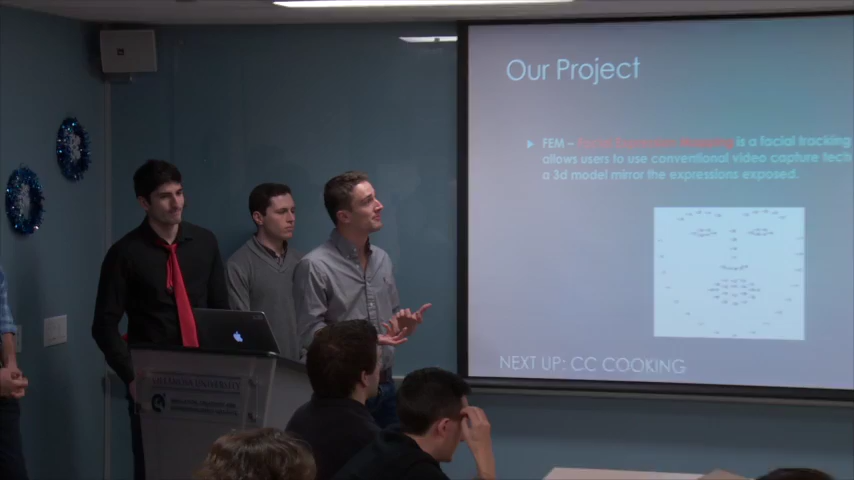 Our Project
FEM – Facial Expression Mapping is a facial tracking
allows users to use conventional video capture tech
a 3d model mirror the expressions exposed.
NEXT UP: CC COOKING
UNIVERSITY